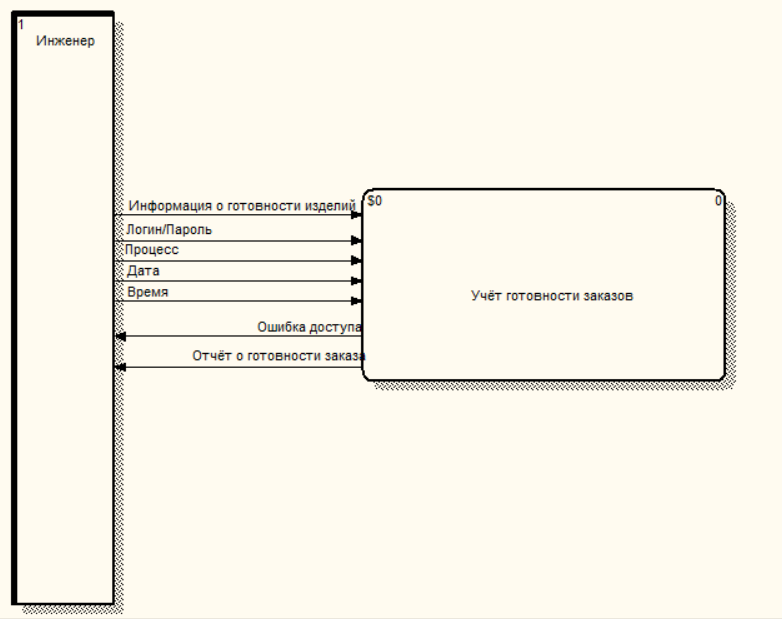 1
Инженер
Информация о готовности изделий
$0
0
Логин/Пароль
Процесс
Дата
Время
Учёт готовности заказов
Ошибка доступа
Отчёт о готовности заказа